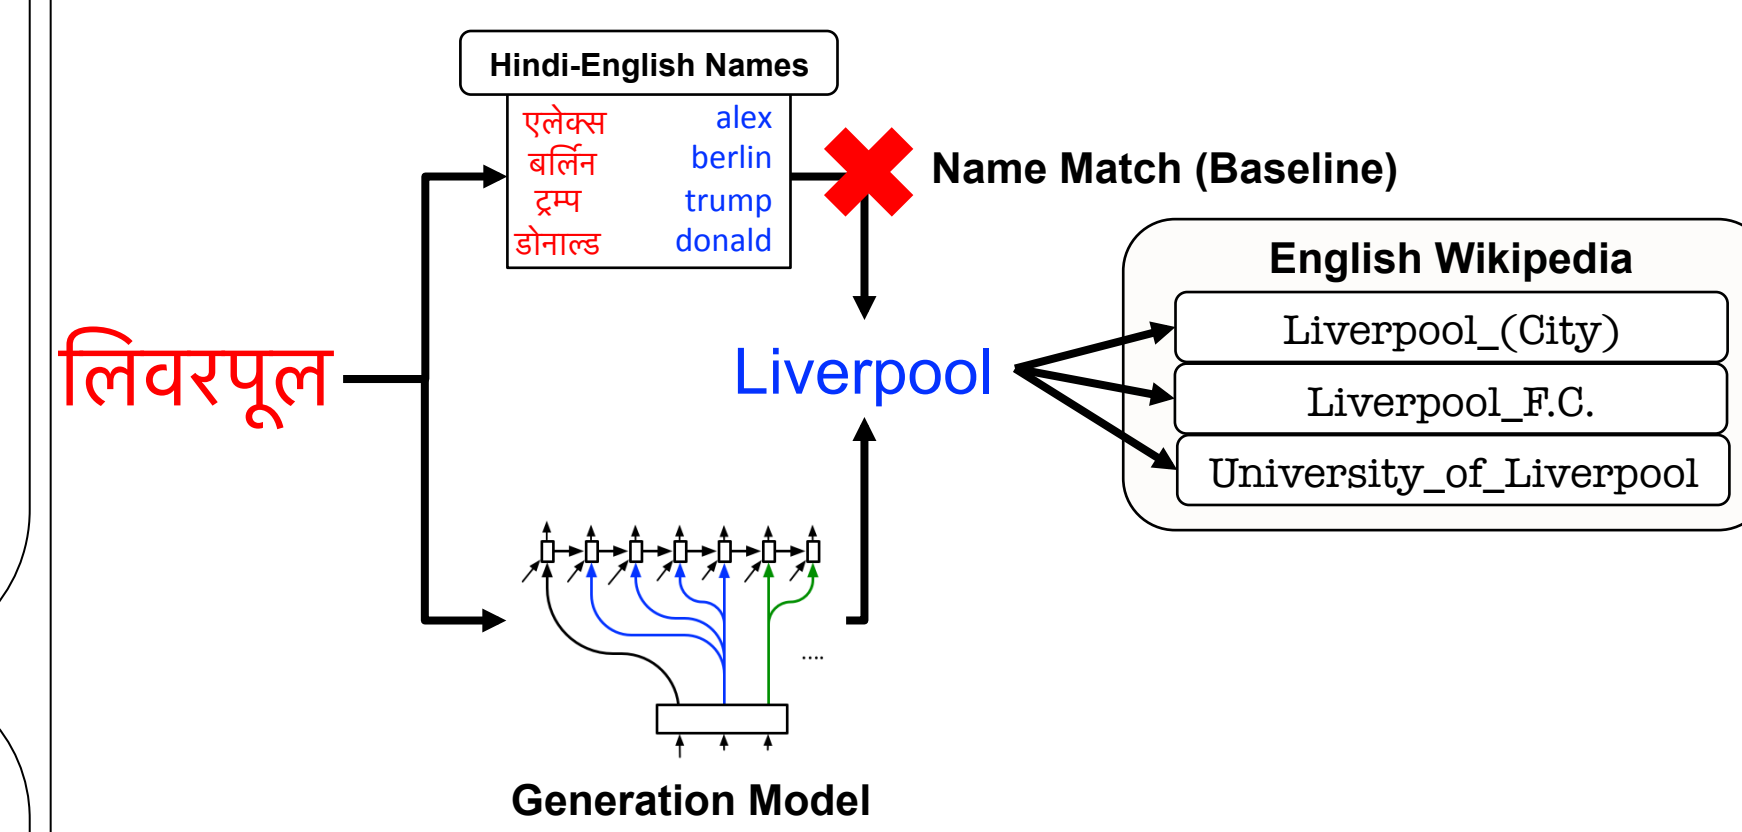 Hindi-English Names
एलेक्स alex
बर्लिन berlin
ट्रम्प trump
डोनाल्ड donald
Name Match (Baseline)
लिवरपूल
Liverpool
English Wikipedia
Liverpool_(City)
Liverpool_F.C.
University_of_Liverpool
....
Generation Model